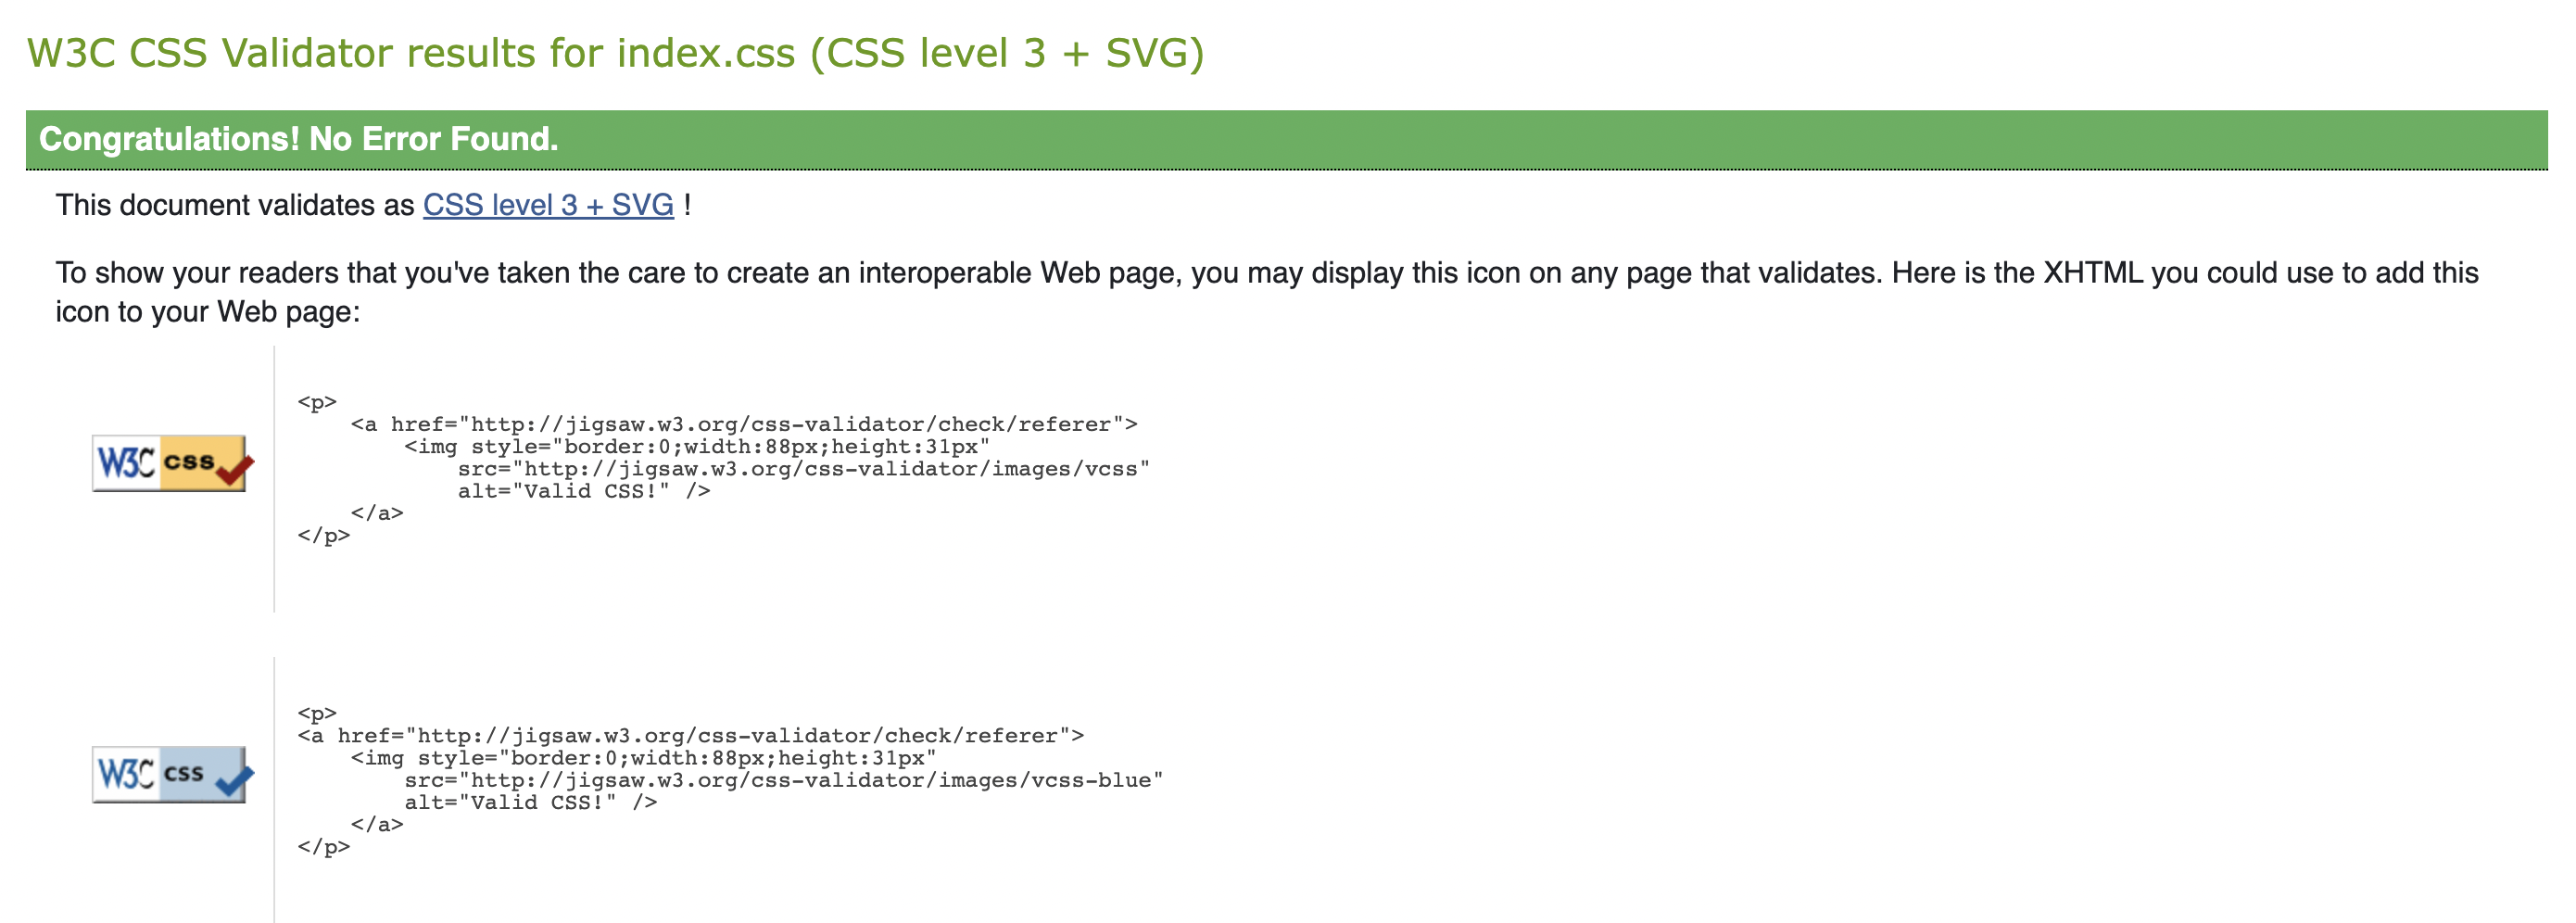 W3C CSS Validator results for index.css (CSS level 3 + SVG)
Congratulations! No Error Found.
This document validates as CSS level 3 + SVG !
To show your readers that you've taken the care to create an interoperable Web page, you may display this icon on any page that validates. Here is the XHTML you could use to add this
icon to your Web page:
W3C css
<p>
    <a href="http://jigsaw.w3.org/css-validator/check/referer">
        <img style="border:0;width:88px;height:31px"
            src="http://jigsaw.w3.org/css-validator/images/vcss"
            alt="Valid CSS!" />
    </a>
</p>
W3C css
<p>
<a href="http://jigsaw.w3.org/css-validator/check/referer">
    <img style="border:0;width:88px;height:31px"
        src="http://jigsaw.w3.org/css-validator/images/vcss-blue"
        alt="Valid CSS!" />
    </a>
</p>